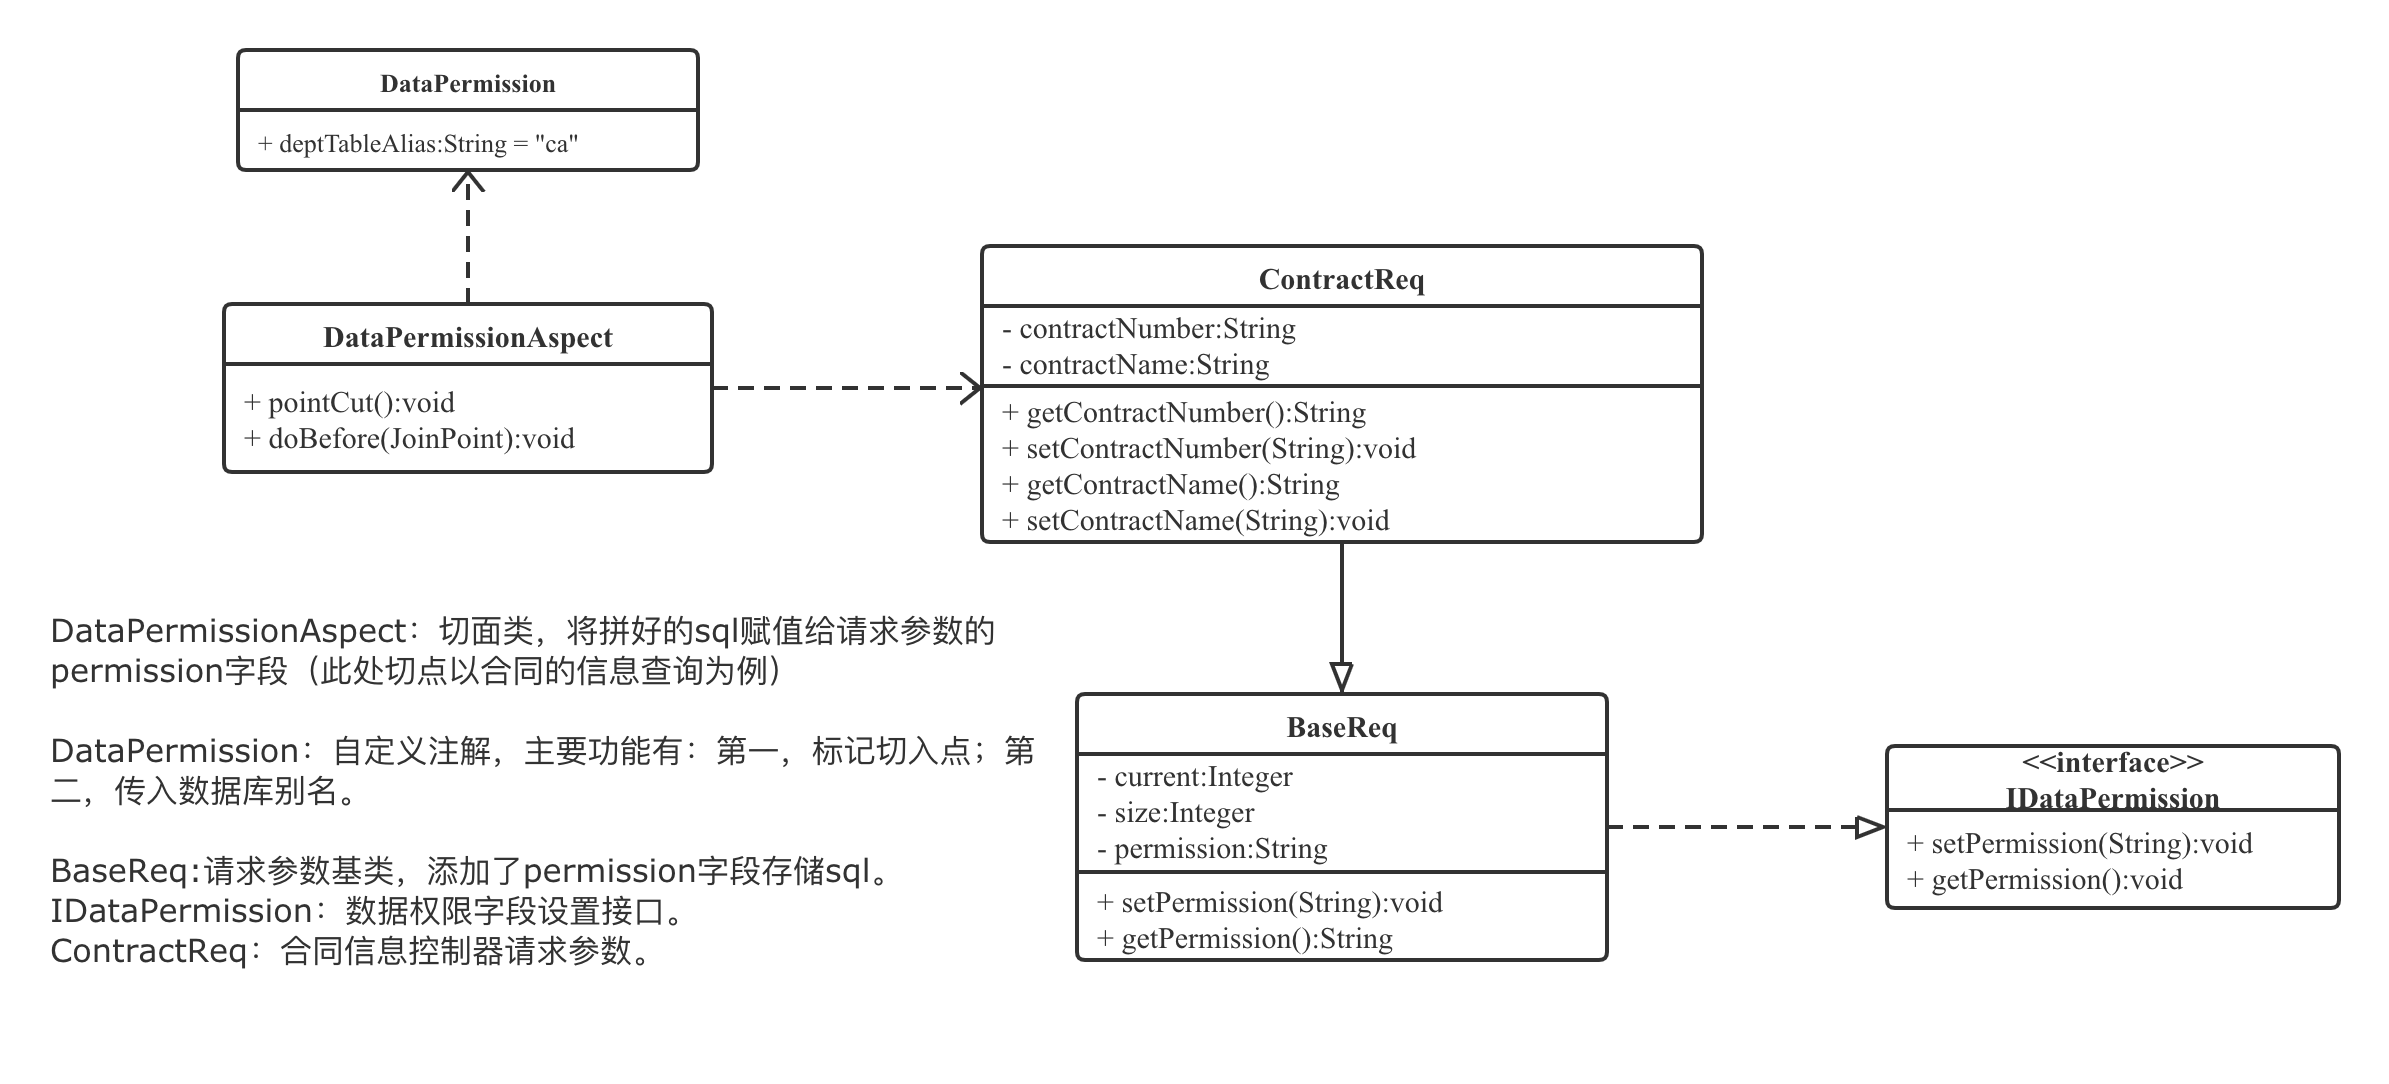 DataPermission
+ deptTableAlias:String = "ca"
DataPermissionAspect
+ pointCut():void
+ doBefore(JoinPoint):void
ContractReq
- contractNumber:String
- contractName:String
+ getContractNumber():String
+ setContractNumber(String):void
+ getContractName():String
+ setContractName(String):void
DataPermissionAspect：切面类，将拼好的sql赋值给请求参数的
permission字段（此处切点以合同的信息查询为例）
DataPermission：自定义注解，主要功能有：第一，标记切入点；第
二，传入数据库别名。
BaseReq:请求参数基类，添加了permission字段存储sql。
IDataPermission：数据权限字段设置接口。
ContractReq：合同信息控制器请求参数。
BaseReq
- current:Integer
- size:Integer
- permission:String
+ setPermission(String):void
+ getPermission():String
<<interface>>
IDataPermission
+ setPermission(String):void
+ getPermission():void